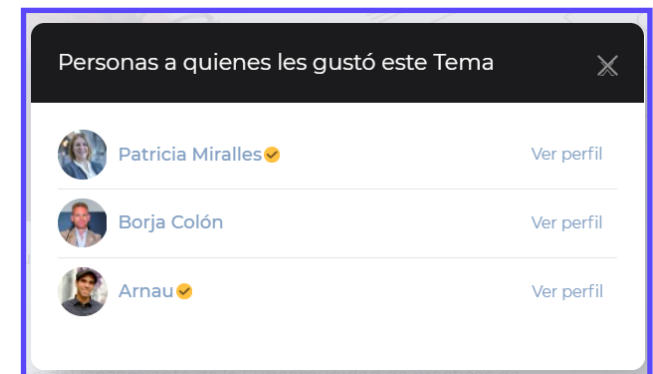 Personas a quienes les gustó este Tema
Patricia Miralles
Ver perfil
Borja Colón
Ver perfil
Arnau
Ver perfil